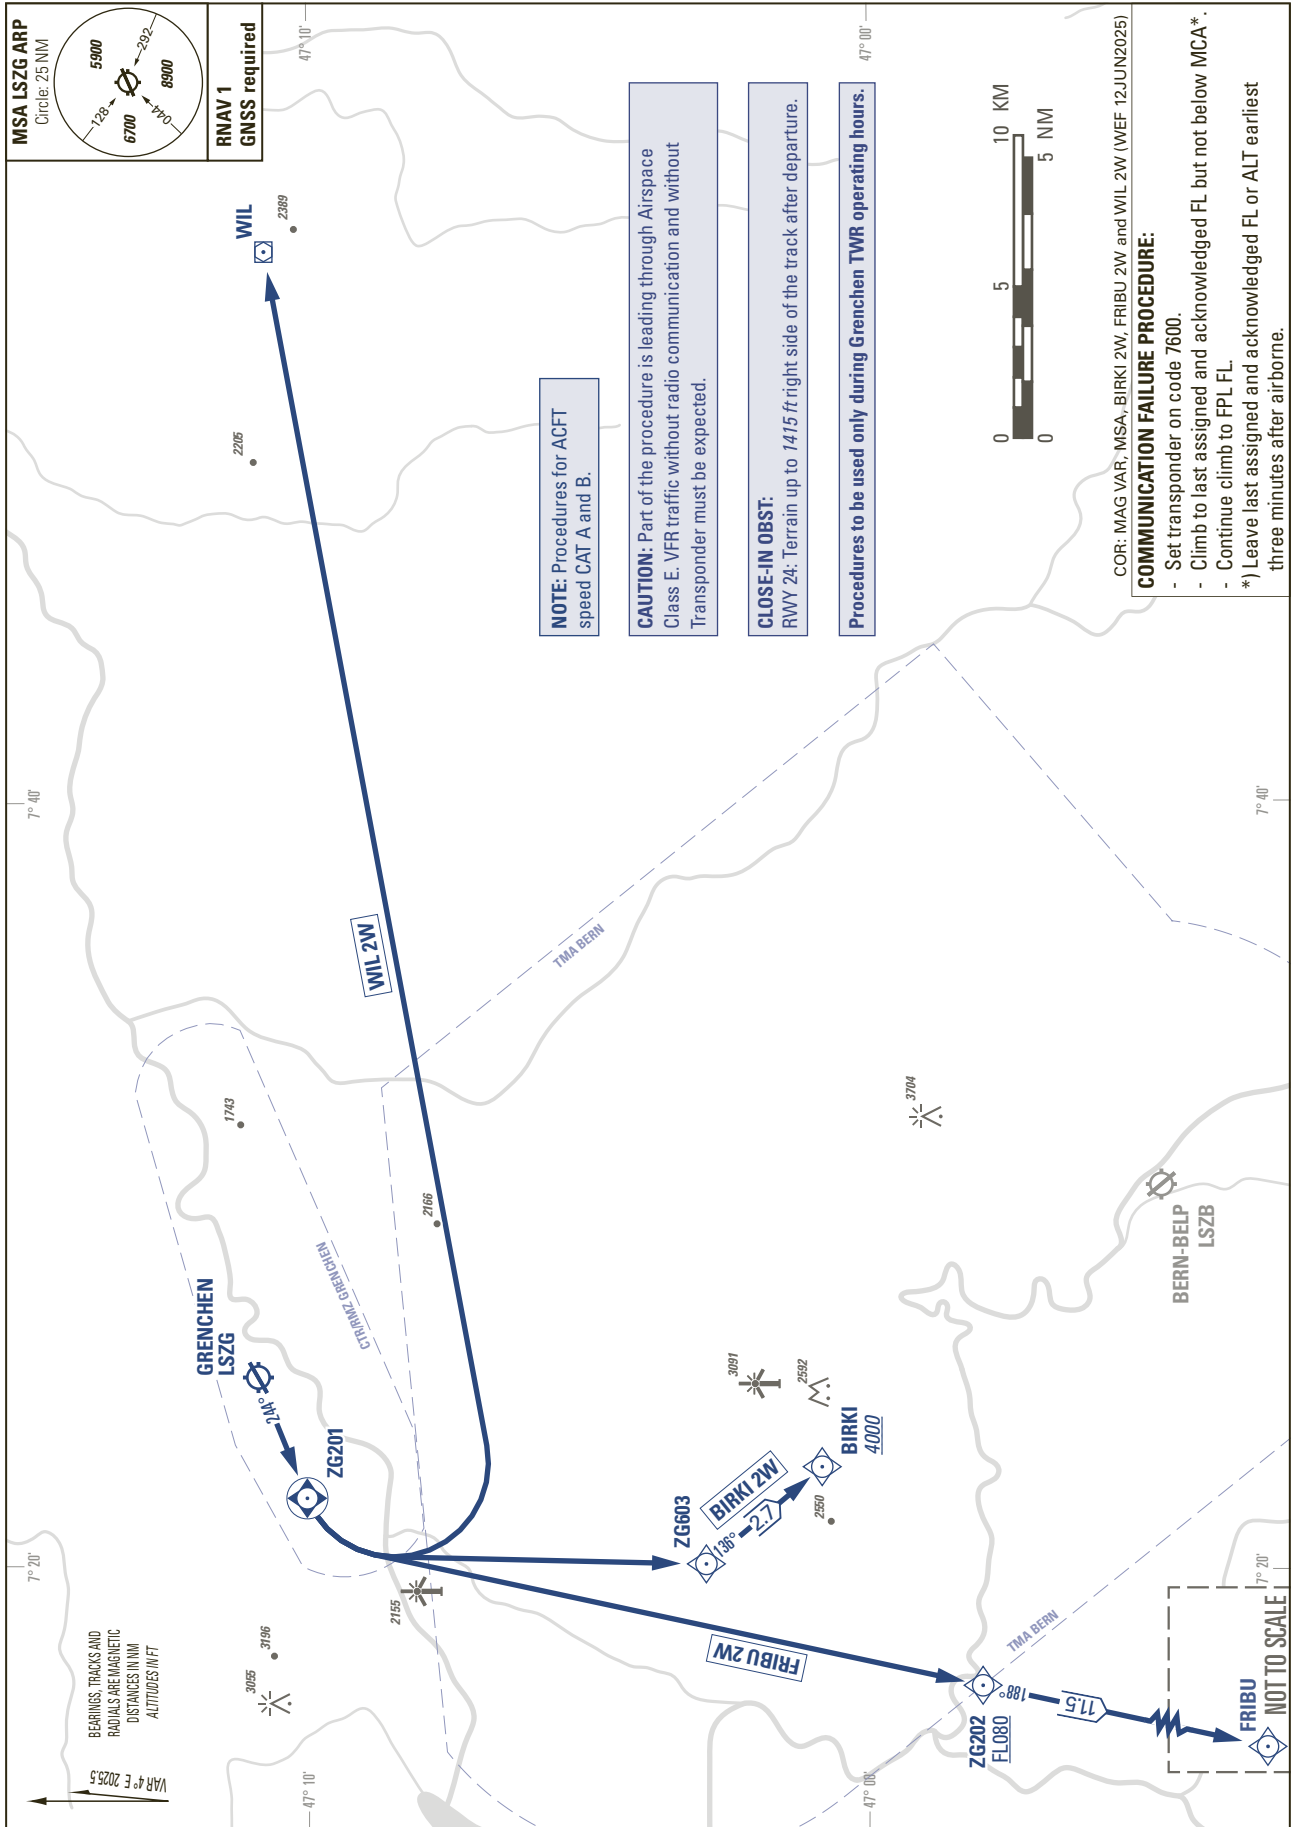 BEARINGS, TRACKS AND
RADIALS ARE MAGNETIC
DISTANCES IN NM
ALTITUDES IN FT
VAR 4° E 2025.5
MSA LSZG ARP
Circle: 25 NM
128
5900
292
6700
044
8900
RNAV 1
GNSS required
7° 20'
7° 40'
47° 10'
47° 10'
3055
3196
GRENCHEN
LSZG
244°
ZG201
1743
CTR/RMZ GRENCHEN
2205
WIL
2389
WIL 2W
2155
2166
TMA BERN
NOTE: Procedures for ACFT
speed CAT A and B.
CAUTION: Part of the procedure is leading through Airspace
Class E. VFR traffic without radio communication and without
Transponder must be expected.
CLOSE-IN OBST:
RWY 24: Terrain up to 1415 ft right side of the track after departure.
Procedures to be used only during Grenchen TWR operating hours.
FRIBU 2W
ZG603
136°
2.7
BIRKI 2W
BIRKI
4000
3091
2592
2550
3704
47° 00'
47° 00'
ZG202
FL080
188°
11.5
TMA BERN
BERN-BELP
LSZB
0 5 10 KM
0 5 NM
FRIBU
NOT TO SCALE
7° 20'
7° 40'
COR: MAG VAR, MSA, BIRKI 2W, FRIBU 2W and WIL 2W (WEF 12JUN2025)
COMMUNICATION FAILURE PROCEDURE:
- Set transponder on code 7600.
- Climb to last assigned and acknowledged FL but not below MCA*.
- Continue climb to FPL FL.
*) Leave last assigned and acknowledged FL or ALT earliest
three minutes after airborne.